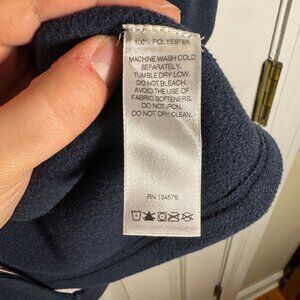 100% POLYESTER
MACHINE WASH COLD
SEPARATELY.
TUMBLE DRY LOW.
DO NOT BLEACH.
AVOID THE USE OF
FABRIC SOFTENERS.
DO NOT IRON.
DO NOT DRY CLEAN.
RN 134578